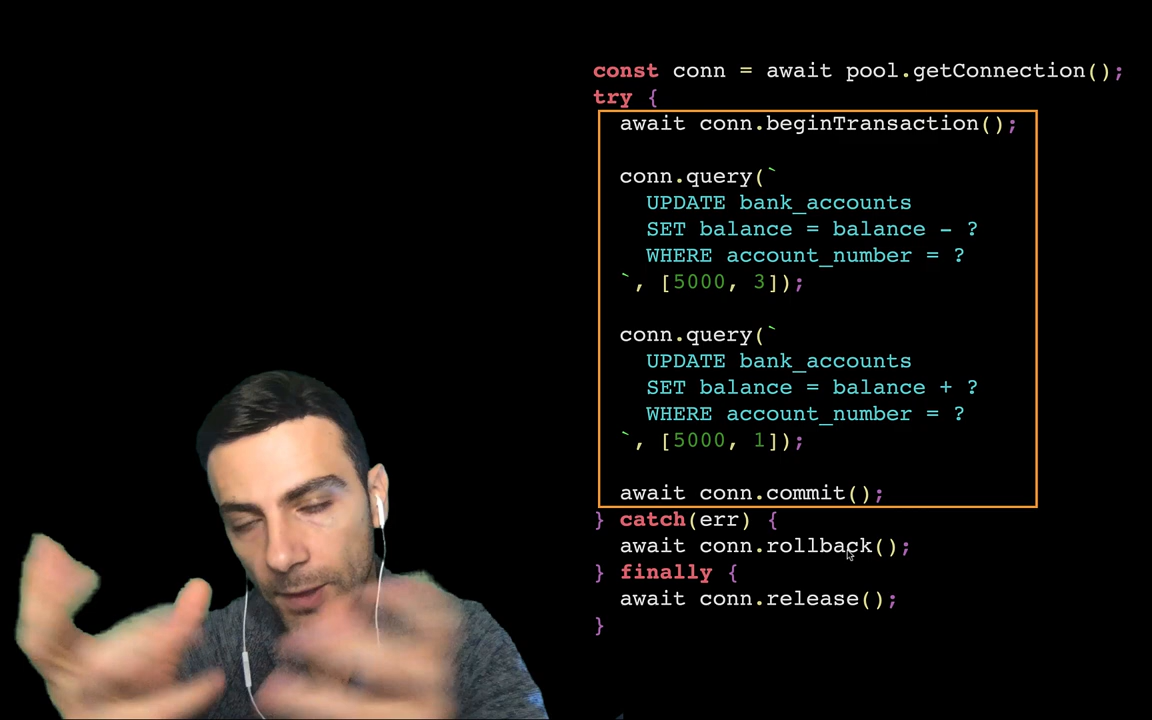 const conn = await pool.getConnection();
try {
await conn.beginTransaction();
conn.query(`
UPDATE bank_accounts
SET balance = balance - ?
WHERE account_number = ?
`, [5000, 3]);
conn.query(`
UPDATE bank_accounts
SET balance = balance + ?
WHERE account_number = ?
`, [5000, 1]);
await conn.commit();
} catch(err) {
await conn.rollback();
} finally {
await conn.release();
}